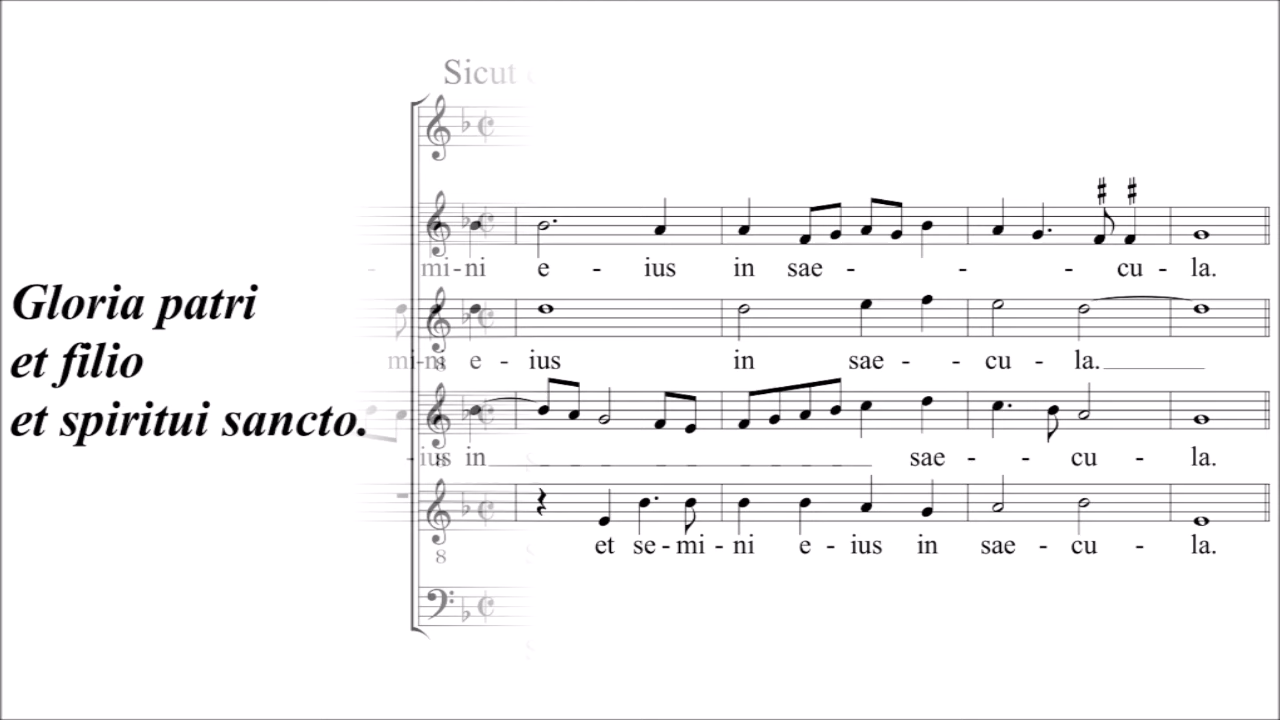 Sicut
Gloria patri
et filio
et spiritui sancto.
mi - ni e - ius in sae - - - cu - la.
mi - ni e - ius in sae - - cu - la.
- ius in sae - - cu - la.
et se - mi - ni e - ius in sae - cu - la.
8